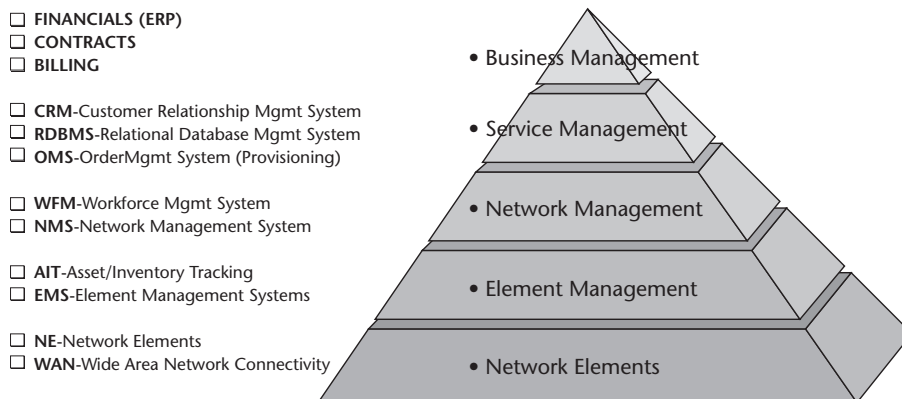 ❏ FINANCIALS (ERP)
❏ CONTRACTS
❏ BILLING
❏ CRM-Customer Relationship Mgmt System
❏ RDBMS-Relational Database Mgmt System
❏ OMS-OrderMgmt System (Provisioning)
❏ WFM-Workforce Mgmt System
❏ NMS-Network Management System
❏ AIT-Asset/Inventory Tracking
❏ EMS-Element Management Systems
❏ NE-Network Elements
❏ WAN-Wide Area Network Connectivity
• Business Management
• Service Management
• Network Management
• Element Management
• Network Elements